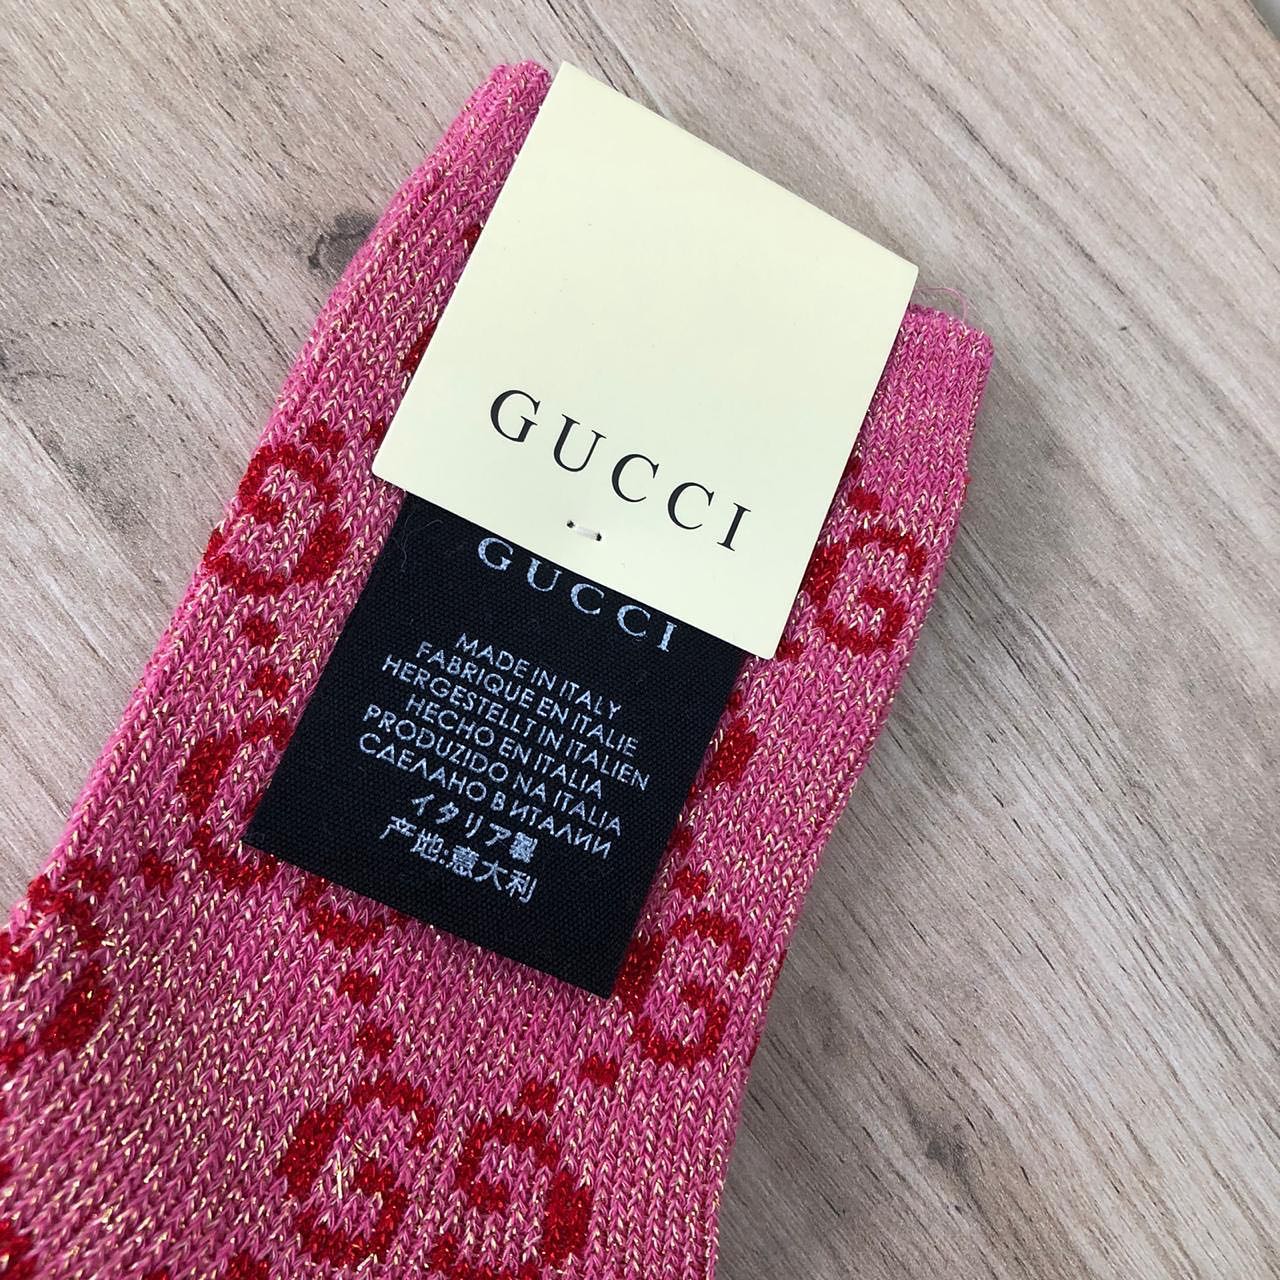 GUCCI
GUCCI
MADE IN ITALY
FABRIQUE EN ITALIE
HERGESTELLT IN ITALIEN
HECHO EN ITALIA
PRODUZIDO NA ITALIA
СДЕЛАНО В ИТАЛИИ
イタリア製
产地:意大利